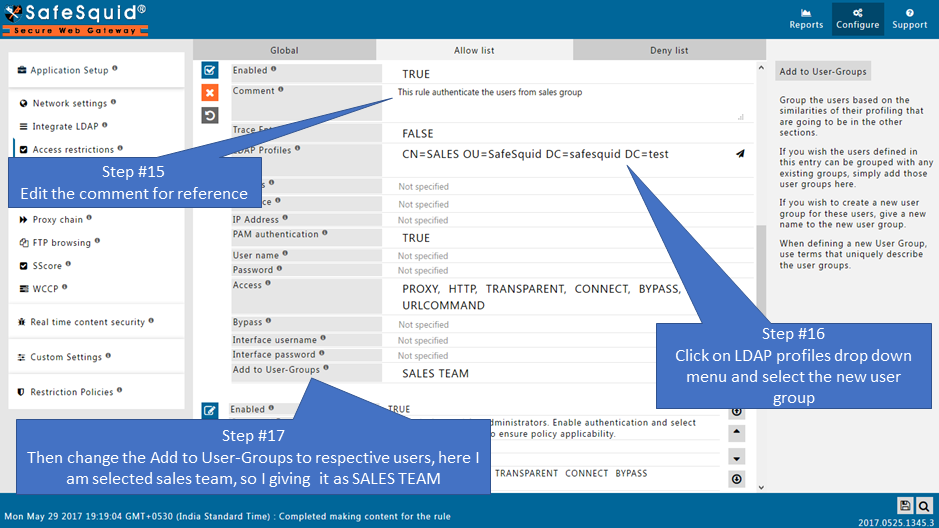 SafeSquid®
Secure Web Gateway
Reports
Configure
Support
Global
Allow list
Deny list
Application Setup
Network settings
Integrate LDAP
Access restrictions
Proxy chain
FTP browsing
SScore
WCCP
Real time content security
Custom Settings
Restriction Policies
Enabled
TRUE
Comment
This rule authenticate the users from sales group
Trace
FALSE
LDAP Profiles
CN=SALES OU=SafeSquid DC=safesquid DC=test
Not specified
Not specified
IP Address
Not specified
PAM authentication
TRUE
User name
Not specified
Password
Not specified
Access
PROXY, HTTP, TRANSPARENT, CONNECT, BYPASS,
URLCOMMAND
Bypass
Not specified
Interface username
Not specified
Interface password
Not specified
Add to User-Groups
SALES TEAM
Enabled
TRUE
Enable authentication and select
to ensure policy applicability.
TRANSPARENT CONNECT BYPASS
Step #15
Edit the comment for reference
Step #16
Click on LDAP profiles drop down
menu and select the new user
group
Step #17
Then change the Add to User-Groups to respective users, here I
am selected sales team, so I giving it as SALES TEAM
Add to User-Groups
Group the users based on the
similarities of their profiling that
are going to be in the other
sections.
If you wish the users defined in
this entry can be grouped with any
existing groups, simply add those
user groups here.
If you wish to create a new user
group for these users, give a new
name to the new user group.
When defining a new User Group,
use terms that uniquely describe
the user groups.
Mon May 29 2017 19:19:04 GMT+0530 (India Standard Time) : Completed making content for the rule
2017.0525.1345.3